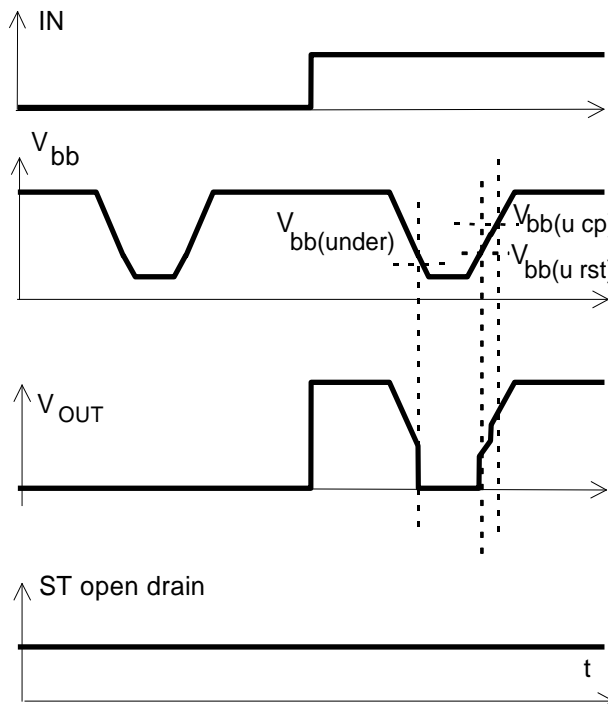 IN
V bb
V bb(under)
V bb(u cp
V bb(u rst)
V OUT
ST open drain
t